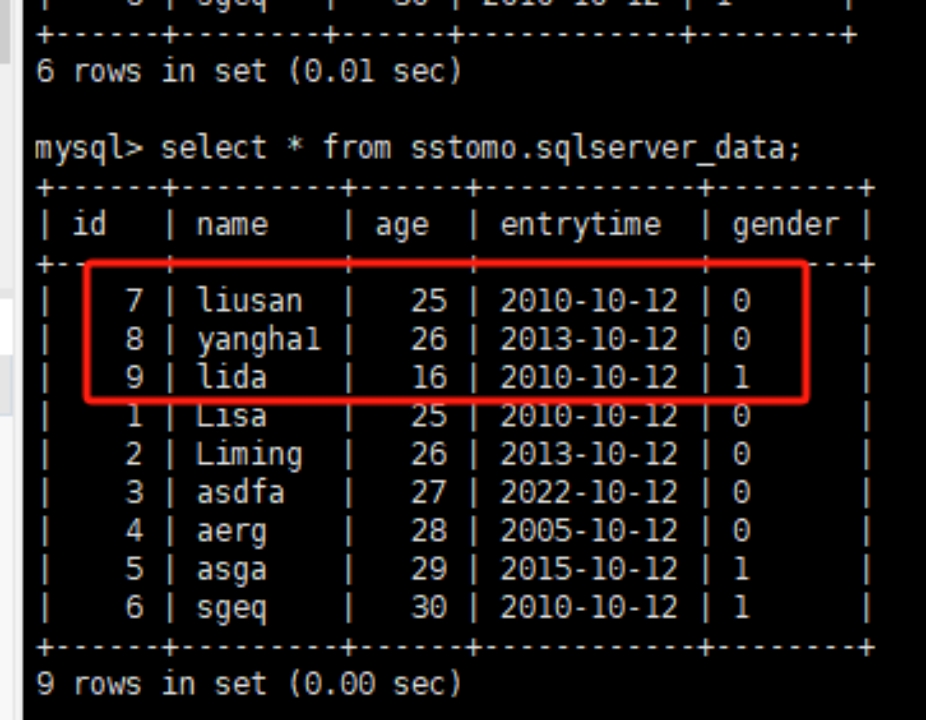 6 rows in set (0.01 sec)
mysql> select * from sstomo.sqlserver_data;
+------+---------+------+------------+--------+
| id   | name    | age  | entrytime  | gender |
|    7 | liusan  |   25 | 2010-10-12 | 0      |
|    8 | yanghal |   26 | 2013-10-12 | 0      |
|    9 | lida    |   16 | 2010-10-12 | 1      |
|    1 | Lisa    |   25 | 2010-10-12 | 0      |
|    2 | Liming  |   26 | 2013-10-12 | 0      |
|    3 | asdfa   |   27 | 2022-10-12 | 0      |
|    4 | aerg    |   28 | 2005-10-12 | 0      |
|    5 | asga    |   29 | 2015-10-12 | 1      |
|    6 | sgeq    |   30 | 2010-10-12 | 1      |
+------+---------+------+------------+--------+
9 rows in set (0.00 sec)